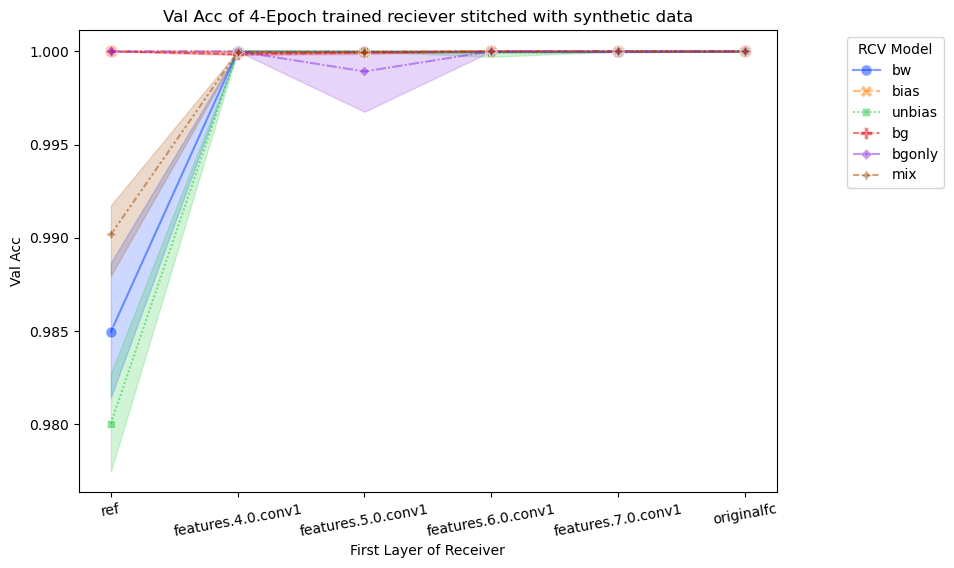 Val Acc of 4-Epoch trained reciever stitched with synthetic data
1.000
0.995
0.990
0.985
0.980
Val Acc
ref
features.4.0.conv1
features.5.0.conv1
features.6.0.conv1
features.7.0.conv1
originalfc
First Layer of Receiver
RCV Model
bw
bias
unbias
bg
bgonly
mix